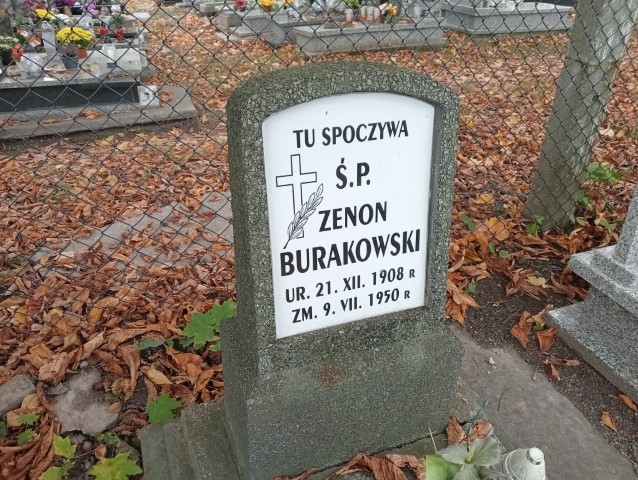 TU SPOCZYWA
Ś.P.
ZENON
BURAKOWSKI
UR. 21. XII. 1908 R
ZM. 9. VII. 1950 R